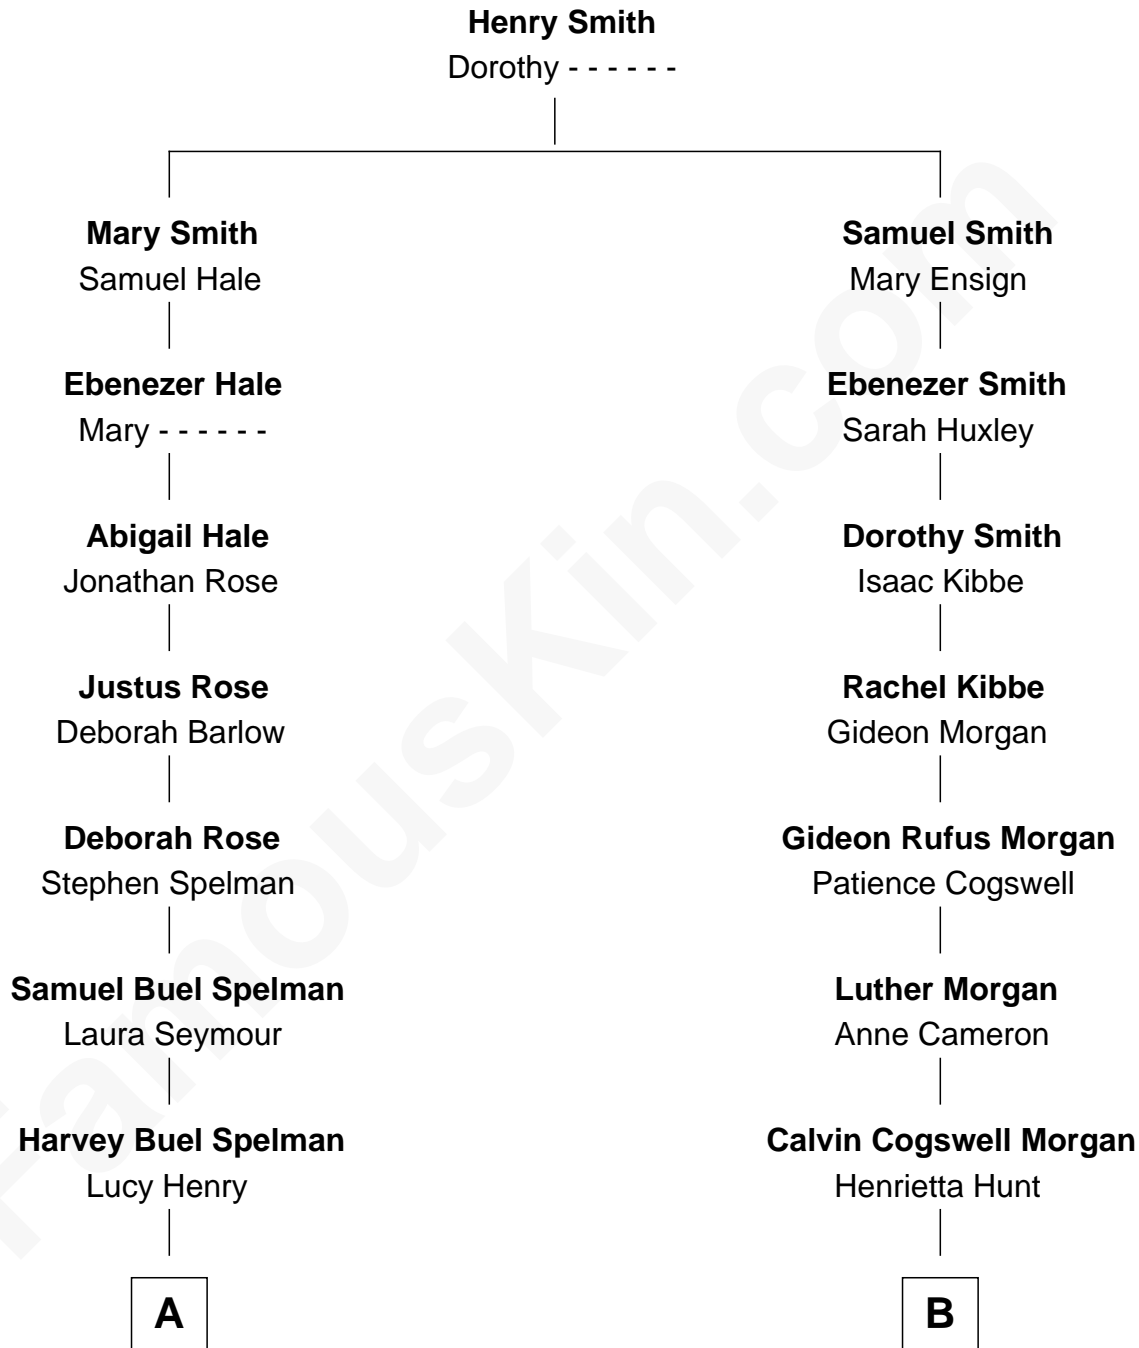 Henry Smith
Dorothy - - - - - -
Mary Smith
Samuel Hale
Samuel Smith
Mary Ensign
Ebenezer Hale
Mary - - - - - -
Ebenezer Smith
Sarah Huxley
Abigail Hale
Jonathan Rose
Dorothy Smith
Isaac Kibbe
Justus Rose
Deborah Barlow
Rachel Kibbe
Gideon Morgan
Deborah Rose
Stephen Spelman
Gideon Rufus Morgan
Patience Cogswell
Samuel Buel Spelman
Laura Seymour
Luther Morgan
Anne Cameron
Harvey Buel Spelman
Lucy Henry
Calvin Cogswell Morgan
Henrietta Hunt
A
B
FamousKin.com